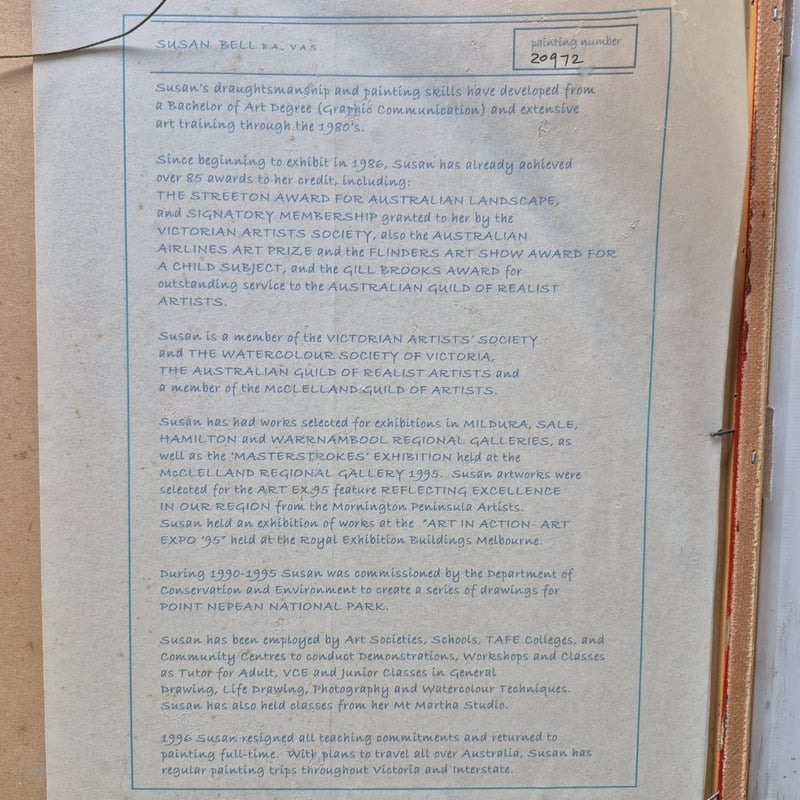 SUSAN BELL B A., V A S
painting number
20972
Susan's draughtsmanship and painting skills have developed from
a Bachelor of Art Degree (Graphic Communication) and extensive
art training through the 1980's.
Since beginning to exhibit in 1986, Susan has already achieved
over 85 awards to her credit, including:
THE STREETON AWARD FOR AUSTRALIAN LANDSCAPE,
and SIGNATORY MEMBERSHIP granted to her by the
VICTORIAN ARTISTS SOCIETY, also the AUSTRALIAN
AIRLINES ART PRIZE and the FLINDERS ART SHOW AWARD FOR
A CHILD SUBJECT, and the GILL BROOKS AWARD for
outstanding service to the AUSTRALIAN GUILD OF REALIST
ARTISTS.
Susan is a member of the VICTORIAN ARTISTS' SOCIETY
and THE WATERCOLOUR SOCIETY OF VICTORIA,
THE AUSTRALIAN GUILD OF REALIST ARTISTS and
a member of the McCLELLAND GUILD OF ARTISTS.
Susan has had works selected for exhibitions in MILDURA, SALE,
HAMILTON and WARRNAMBOOL REGIONAL GALLERIES, as
well as the 'MASTERSTROKES' EXHIBITION held at the
McCLELLAND REGIONAL GALLERY 1995. Susan artworks were
selected for the ART EX.95 feature REFLECTING EXCELLENCE
IN OUR REGION from the Mornington Peninsula Artists.
Susan held an exhibition of works at the "ART IN ACTION- ART
EXPO '95" held at the Royal Exhibition Buildings Melbourne.
During 1990-1995 Susan was commissioned by the Department of
Conservation and Environment to create a series of drawings for
POINT NEPEAN NATIONAL PARK.
Susan has been employed by Art Societies, Schools, TAFE Colleges, and
Community Centres to conduct Demonstrations, Workshops and Classes
as Tutor for Adult, VCE and Junior Classes in General
Drawing, Life Drawing, Photography and Watercolour Techniques.
Susan has also held classes from her Mt Martha Studio.
1996 Susan resigned all teaching commitments and returned to
painting full-time. With plans to travel all over Australia, Susan has
regular painting trips throughout Victoria and Interstate.